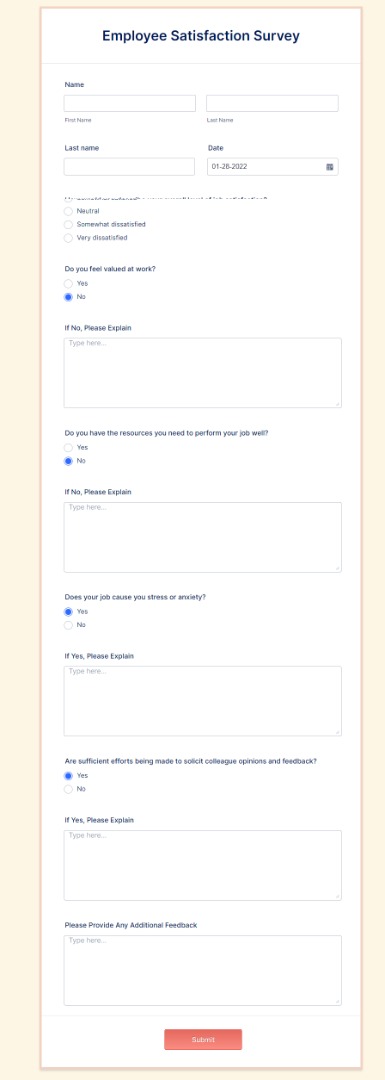 Employee Satisfaction Survey
Name
First Name Last Name
Last name Date
01-28-2022
your level of job satisfaction?
Neutral
Somewhat dissatisfied
Very dissatisfied
Do you feel valued at work?
Yes
No
If No, Please Explain
Type here...
Do you have the resources you need to perform your job well?
Yes
No
If No, Please Explain
Type here...
Does your job cause you stress or anxiety?
Yes
No
If Yes, Please Explain
Type here...
Are sufficient efforts being made to solicit colleague opinions and feedback?
Yes
No
If Yes, Please Explain
Type here...
Please Provide Any Additional Feedback
Type here...
Submit